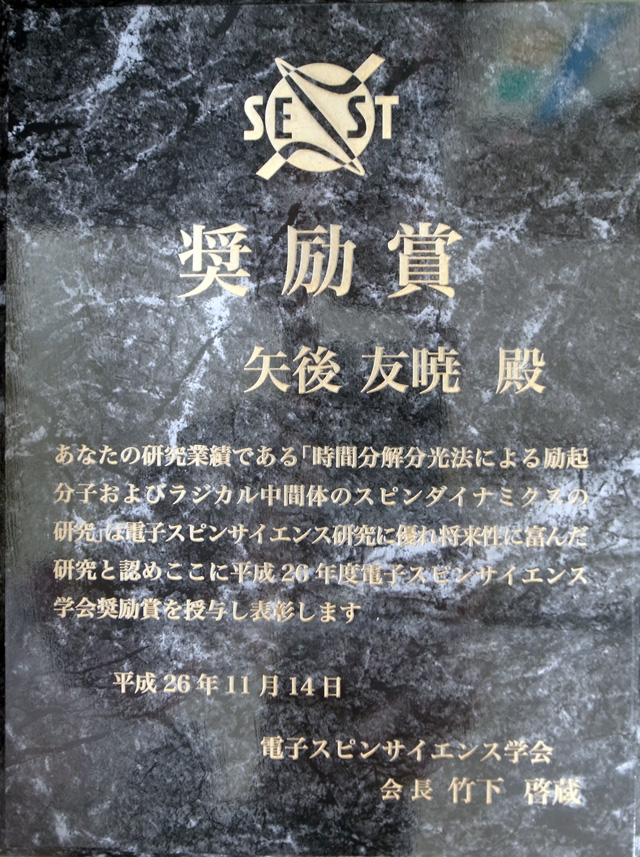 SEST
奨励賞
矢後 友暁 殿
あなたの研究業績である「時間分解分光法による励起
分子およびラジカル中間体のスピンダイナミクスの
研究」は電子スピンサイエンス研究に優れ将来性に富んだ
研究と認めここに平成26年度電子スピンサイエンス
学会奨励賞を授与し表彰します
平成26年11月14日
電子スピンサイエンス学会
会長 竹下 啓蔵